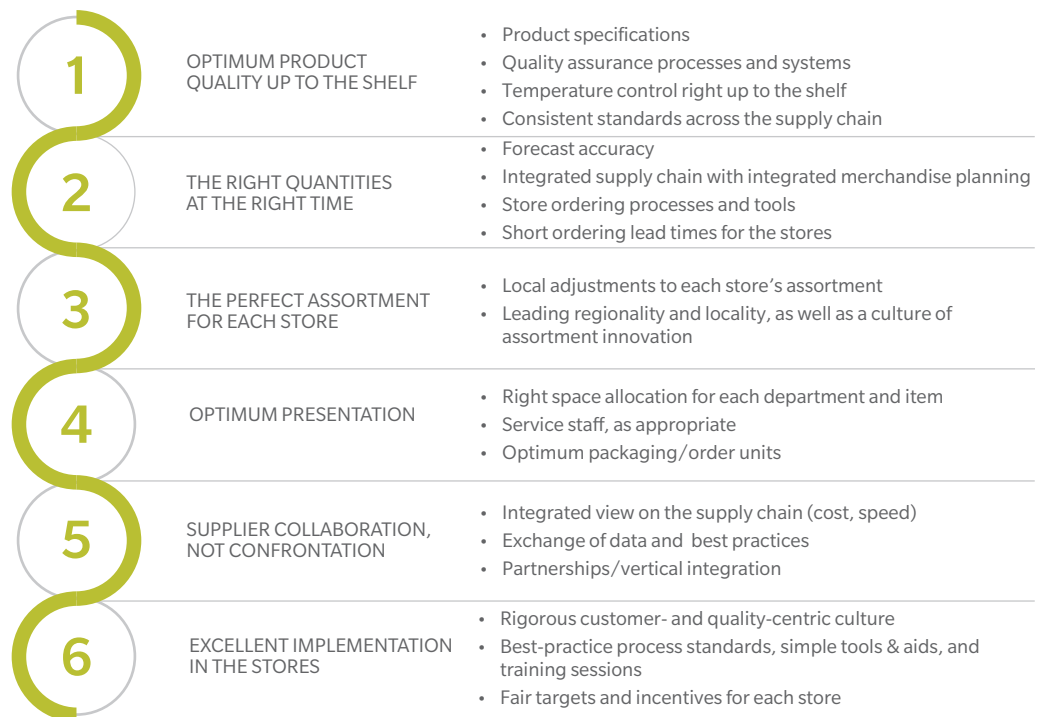 1
OPTIMUM PRODUCT
QUALITY UP TO THE SHELF
• Product specifications
• Quality assurance processes and systems
• Temperature control right up to the shelf
• Consistent standards across the supply chain
2
THE RIGHT QUANTITIES
AT THE RIGHT TIME
• Forecast accuracy
• Integrated supply chain with integrated merchandise planning
• Store ordering processes and tools
• Short ordering lead times for the stores
3
THE PERFECT ASSORTMENT
FOR EACH STORE
• Local adjustments to each store's assortment
• Leading regionality and locality, as well as a culture of
assortment innovation
4
OPTIMUM PRESENTATION
• Right space allocation for each department and item
• Service staff, as appropriate
• Optimum packaging/order units
5
SUPPLIER COLLABORATION,
NOT CONFRONTATION
• Integrated view on the supply chain (cost, speed)
• Exchange of data and best practices
• Partnerships/vertical integration
6
EXCELLENT IMPLEMENTATION
IN THE STORES
• Rigorous customer- and quality-centric culture
• Best-practice process standards, simple tools & aids, and
training sessions
• Fair targets and incentives for each store